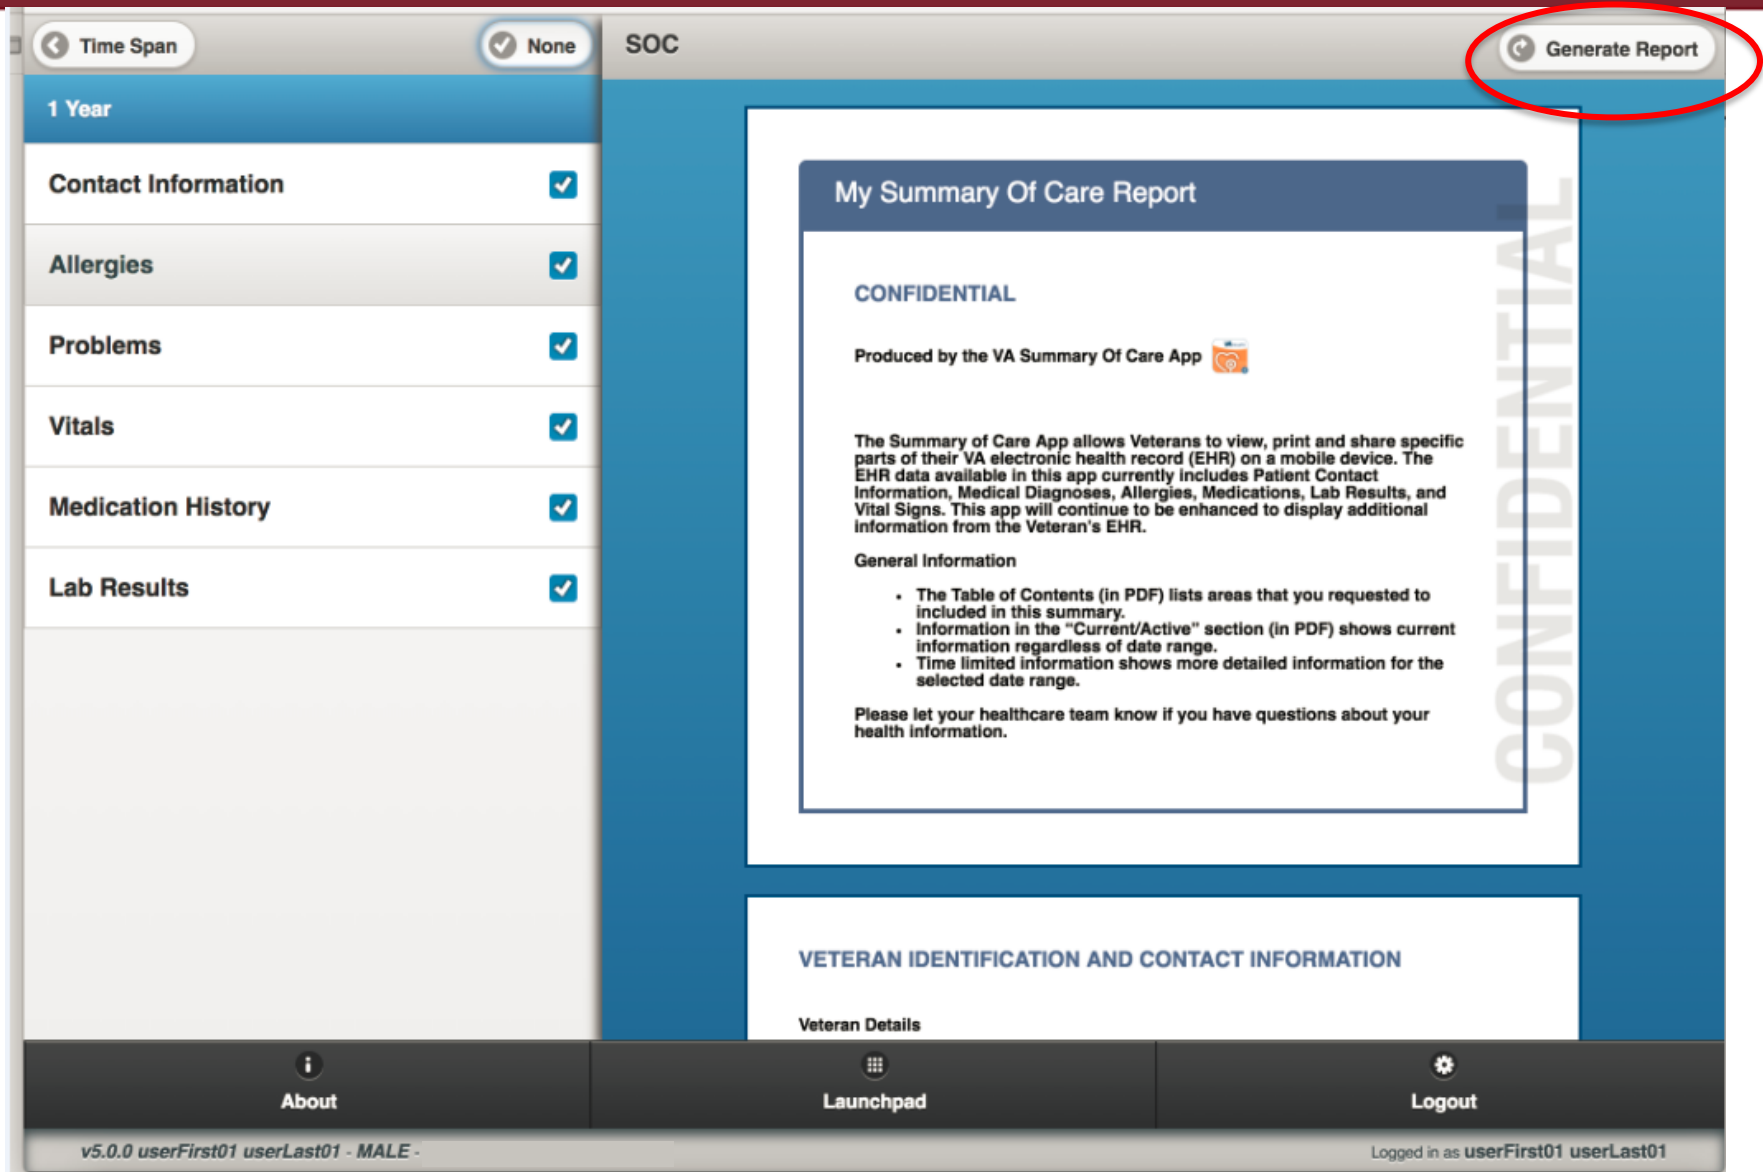 Time Span
None
SOC
Generate Report
1 Year
Contact Information
Allergies
Problems
Vitals
Medication History
Lab Results
My Summary Of Care Report
CONFIDENTIAL
Produced by the VA Summary Of Care App
The Summary of Care App allows Veterans to view, print and share specific
parts of their VA electronic health record (EHR) on a mobile device. The
EHR data available in this app currently includes Patient Contact
Information, Medical Diagnoses, Allergies, Medications, Lab Results, and
Vital Signs. This app will continue to be enhanced to display additional
information from the Veteran's EHR.
General Information
• The Table of Contents (in PDF) lists areas that you requested to
included in this summary.
• Information in the “Current/Active” section (in PDF) shows current
information regardless of date range.
• Time limited information shows more detailed information for the
selected date range.
Please let your healthcare team know if you have questions about your
health information.
CONFIDENTIAL
VETERAN IDENTIFICATION AND CONTACT INFORMATION
Veteran Details
About
Launchpad
Logout
v5.0.0 userFirst01 userLast01 - MALE -
Logged in as userFirst01 userLast01